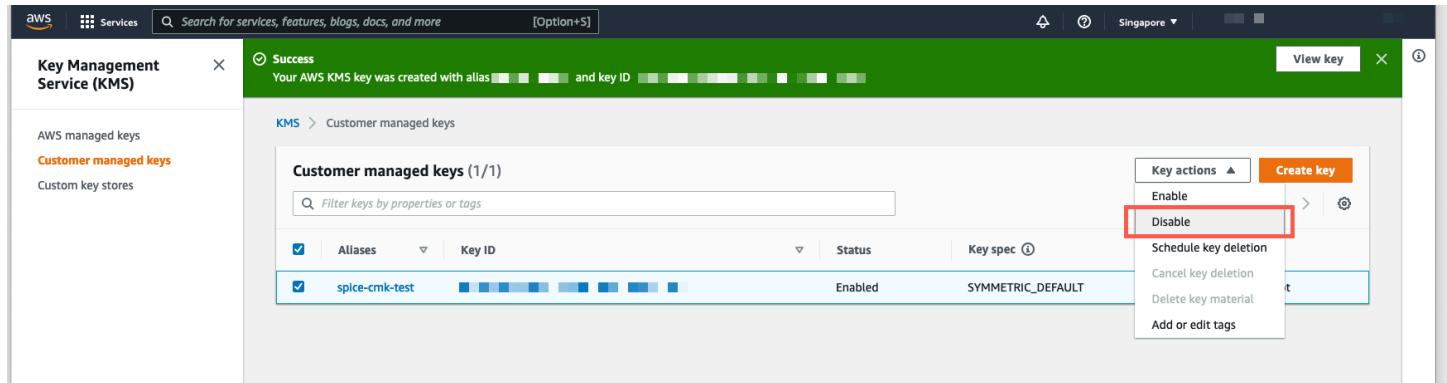 aws
Services
Search for services, features, blogs, docs, and more
[Option+S]
Singapore ▼
Key Management
Service (KMS)
AWS managed keys
Customer managed keys
Custom key stores
Success
Your AWS KMS key was created with alias
and key ID
View key
KMS > Customer managed keys
Customer managed keys (1/1)
Key actions ▲
Create key
Filter keys by properties or tags
Enable
Disable
Schedule key deletion
Cancel key deletion
Delete key material
Add or edit tags
Aliases
Key ID
Status
Key spec
spice-cmk-test
Enabled
SYMMETRIC_DEFAULT